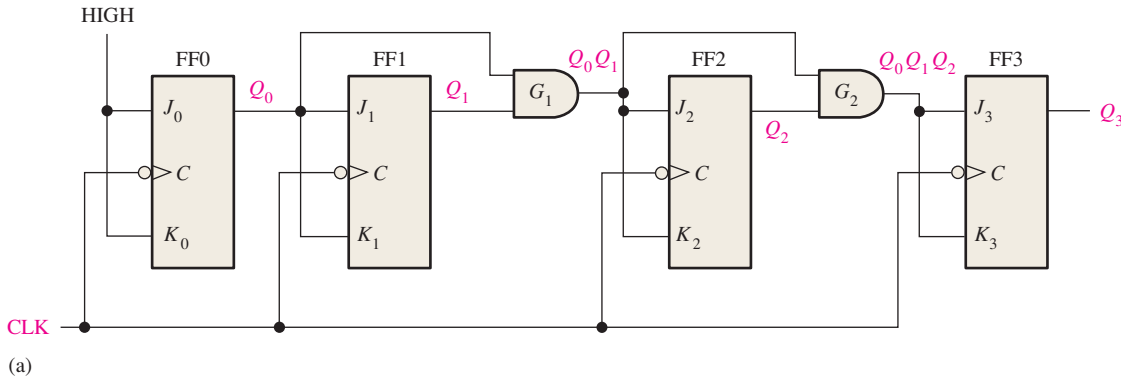 HIGH
FF0
FF1
Q₀Q₁
FF2
Q₀Q₁Q₂
FF3
Q₀
Q₁
G₁
G₂
J₀
J₁
J₂
Q₂
J₃
Q₃
C
C
C
C
K₀
K₁
K₂
K₃
CLK
(a)